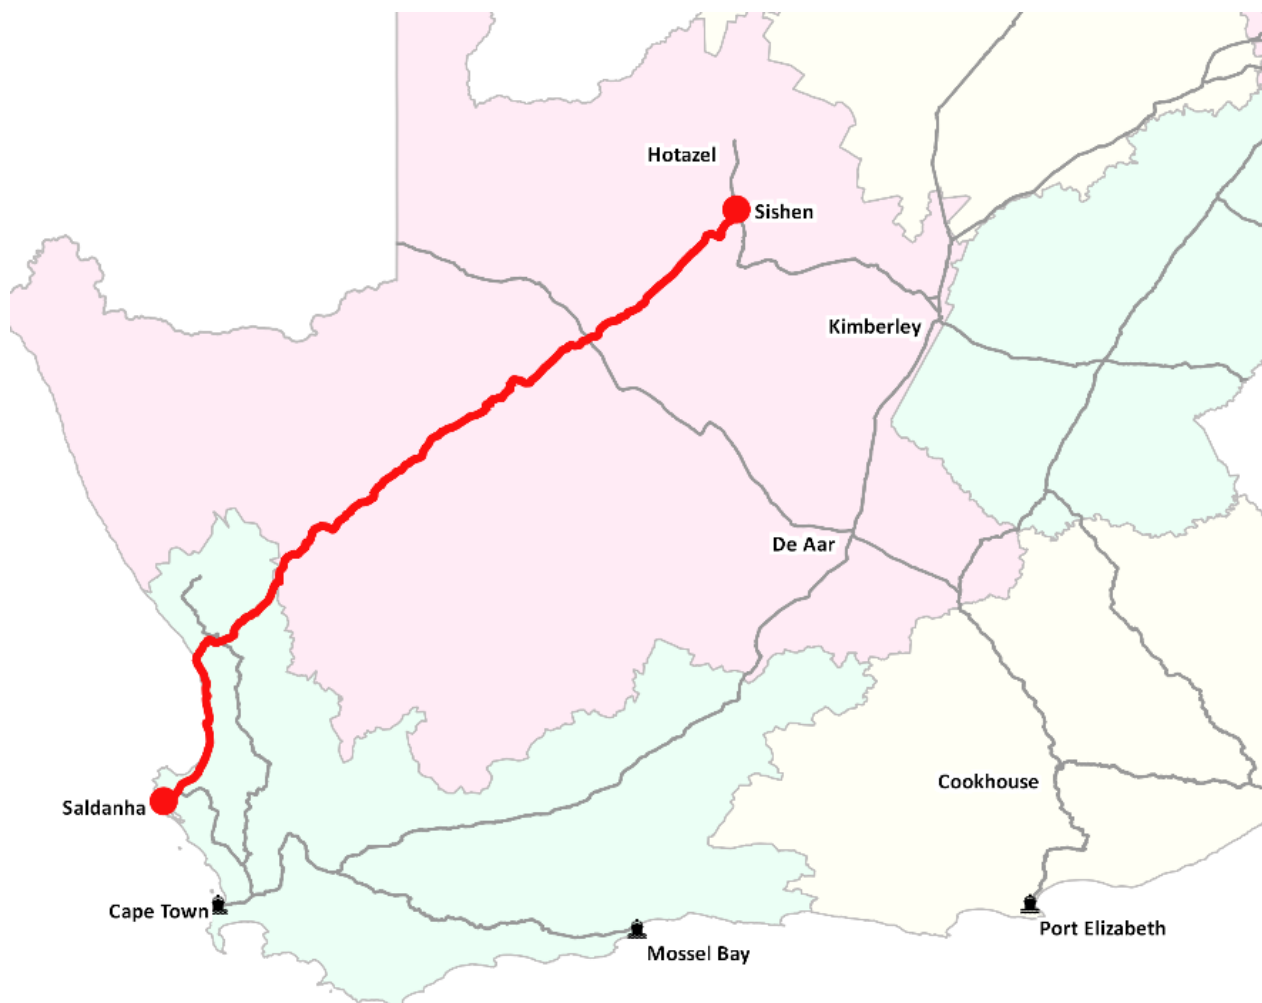 Hotazel
Sishen
Kimberley
De Aar
Cookhouse
Saldanha
Cape Town
Port Elizabeth
Mossel Bay